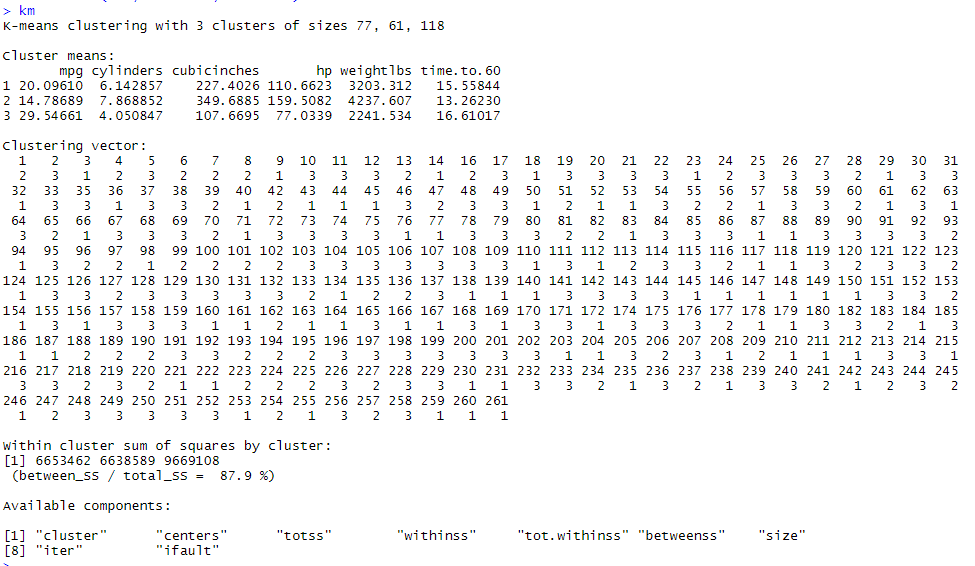 > km
K-means clustering with 3 clusters of sizes 77, 61, 118
Cluster means:
mpg cylinders cubicinches hp weightlbs time.to.60
1 20.09610 6.142857 227.4026 110.6623 3203.312 15.55844
2 14.78689 7.868852 349.6885 159.5082 4237.607 13.26230
3 29.54661 4.050847 107.6695 77.0339 2241.534 16.61017
Clustering vector:
1 2 3 4 5 6 7 8 9 10 11 12 13 14 16 17 18 19 20 21 22 23 24 25 26 27 28 29 30 31
2 3 1 2 3 2 2 2 1 3 3 3 2 1 2 3 1 3 3 3 3 1 2 3 3 3 2 1 3 3
32 33 35 36 37 38 39 40 42 43 44 45 46 47 48 49 50 51 52 53 54 55 56 57 58 59 60 61 62 63
1 3 3 1 3 3 2 1 2 1 1 1 3 2 3 3 1 2 1 1 3 2 2 1 3 3 2 1 3 1
64 65 66 67 68 69 70 71 72 73 74 75 76 77 78 79 80 81 82 83 84 85 86 87 88 89 90 91 92 93
3 2 1 3 3 3 2 1 3 3 3 3 1 1 3 3 3 2 2 1 3 3 3 1 1 3 3 3 3 2
94 95 96 97 98 99 100 101 102 103 104 105 106 107 108 109 110 111 112 113 114 115 116 117 118 119 120 121 122 123
1 3 2 2 1 2 2 2 2 3 3 3 3 3 3 3 1 3 1 2 3 3 2 1 1 3 2 3 3 2
124 125 126 127 128 129 130 131 132 133 134 135 136 137 138 139 140 141 142 143 144 145 146 147 148 149 150 151 152 153
1 3 3 2 3 3 3 3 3 2 1 2 2 3 1 1 1 3 3 3 3 1 1 1 1 1 1 3 3 2
154 155 156 157 158 159 160 161 162 163 164 165 166 167 168 169 170 171 172 174 175 176 177 178 179 180 182 183 184 185
1 3 1 3 3 3 1 1 2 1 1 3 1 1 3 1 3 3 1 3 3 3 2 1 1 3 3 2 1 3
186 187 188 189 190 191 192 193 194 195 196 197 198 199 200 201 202 203 204 205 206 207 208 209 210 211 212 213 214 215
1 1 2 2 2 3 3 2 2 2 3 3 3 3 3 3 3 1 1 3 2 3 1 2 1 1 1 3 3 1
216 217 218 219 220 221 222 223 224 225 226 227 228 229 230 231 232 233 234 235 236 237 238 239 240 241 242 243 244 245
3 3 2 3 2 1 1 2 2 2 3 2 3 3 1 1 3 3 2 1 3 2 1 3 3 2 1 2 3 2
246 247 248 249 250 251 252 253 254 255 256 257 258 259 260 261
1 2 3 3 3 3 3 1 2 1 3 2 3 1 1 1
Within cluster sum of squares by cluster:
[1] 6653462 6638589 9669108
(between_SS / total_SS = 87.9 %)
Available components:
[1] "cluster" "centers" "totss" "withinss" "tot.withinss" "betweenss" "size"
[8] "iter" "ifault"
>